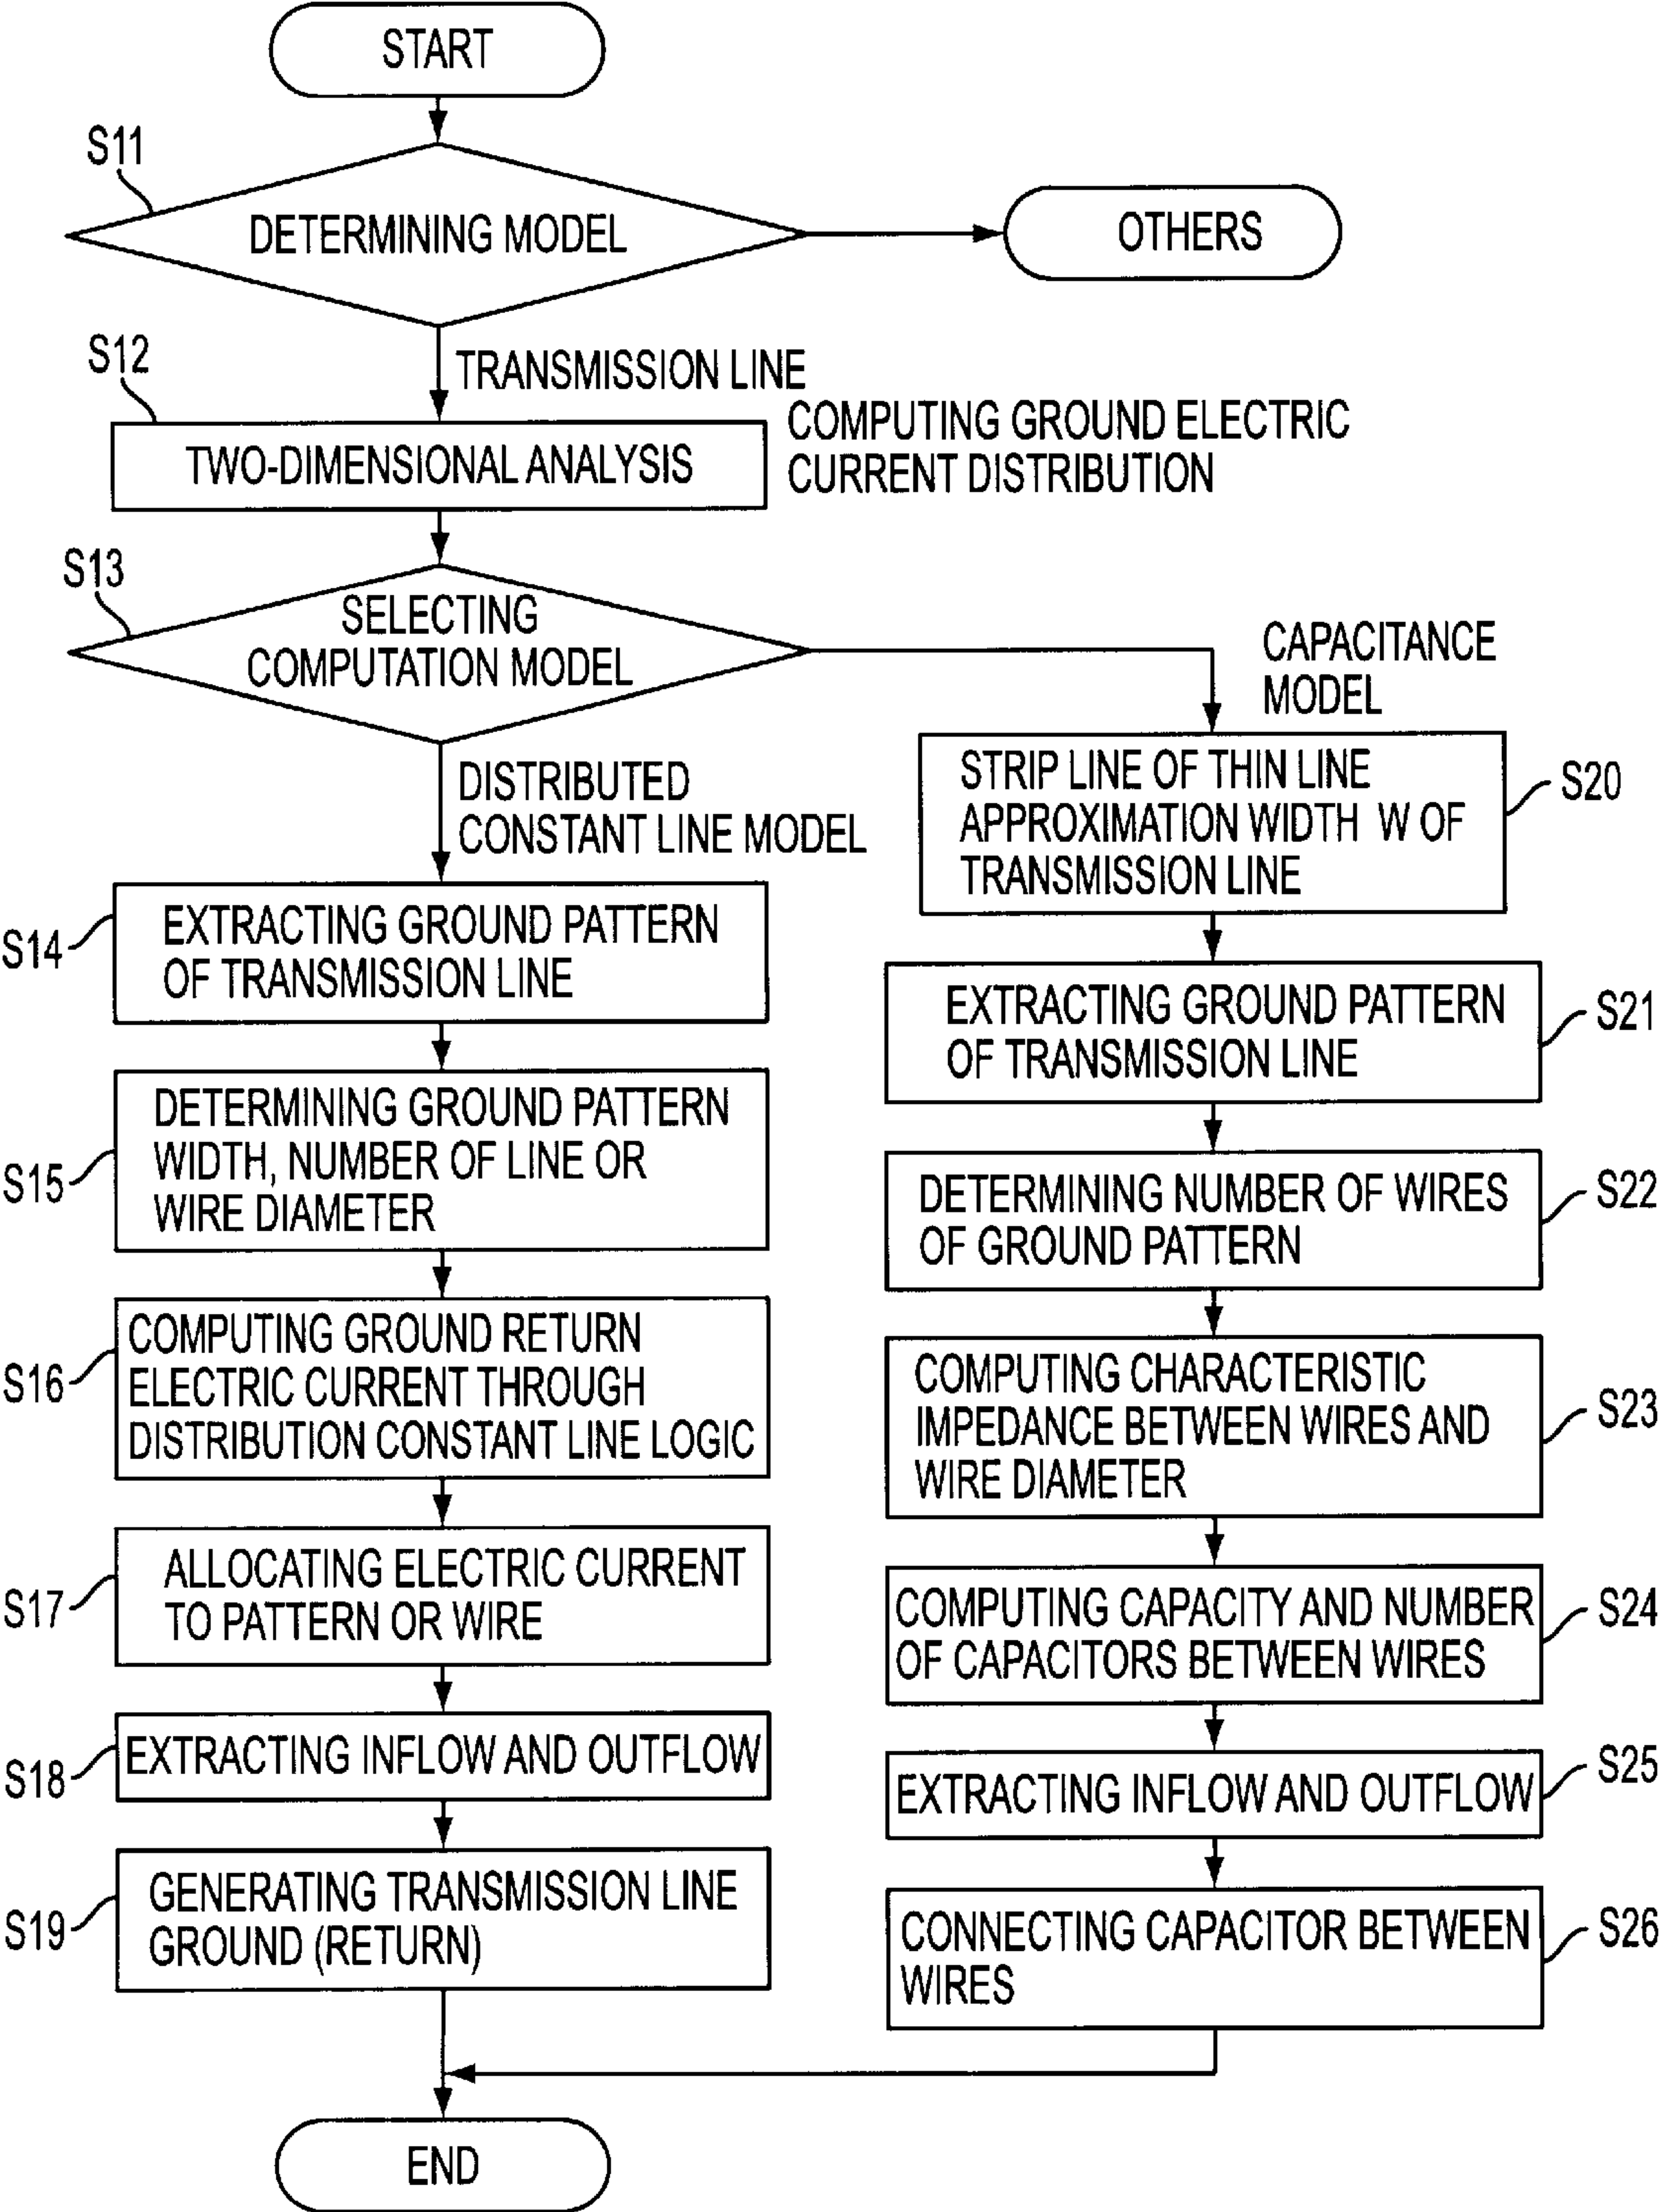 START
S11
DETERMINING MODEL
OTHERS
S12
TRANSMISSION LINE
TWO-DIMENSIONAL ANALYSIS
COMPUTING GROUND ELECTRIC
CURRENT DISTRIBUTION
S13
SELECTING
COMPUTATION MODEL
CAPACITANCE
MODEL
DISTRIBUTED
CONSTANT LINE MODEL
S14
EXTRACTING GROUND PATTERN
OF TRANSMISSION LINE
S15
DETERMINING GROUND PATTERN
WIDTH, NUMBER OF LINE OR
WIRE DIAMETER
S16
COMPUTING GROUND RETURN
ELECTRIC CURRENT THROUGH
DISTRIBUTION CONSTANT LINE LOGIC
S17
ALLOCATING ELECTRIC CURRENT
TO PATTERN OR WIRE
S18
EXTRACTING INFLOW AND OUTFLOW
S19
GENERATING TRANSMISSION LINE
GROUND (RETURN)
STRIP LINE OF THIN LINE
APPROXIMATION WIDTH W OF
TRANSMISSION LINE
S20
EXTRACTING GROUND PATTERN
OF TRANSMISSION LINE
S21
DETERMINING NUMBER OF WIRES
OF GROUND PATTERN
S22
COMPUTING CHARACTERISTIC
IMPEDANCE BETWEEN WIRES AND
WIRE DIAMETER
S23
COMPUTING CAPACITY AND NUMBER
OF CAPACITORS BETWEEN WIRES
S24
EXTRACTING INFLOW AND OUTFLOW
S25
CONNECTING CAPACITOR BETWEEN
WIRES
S26
END